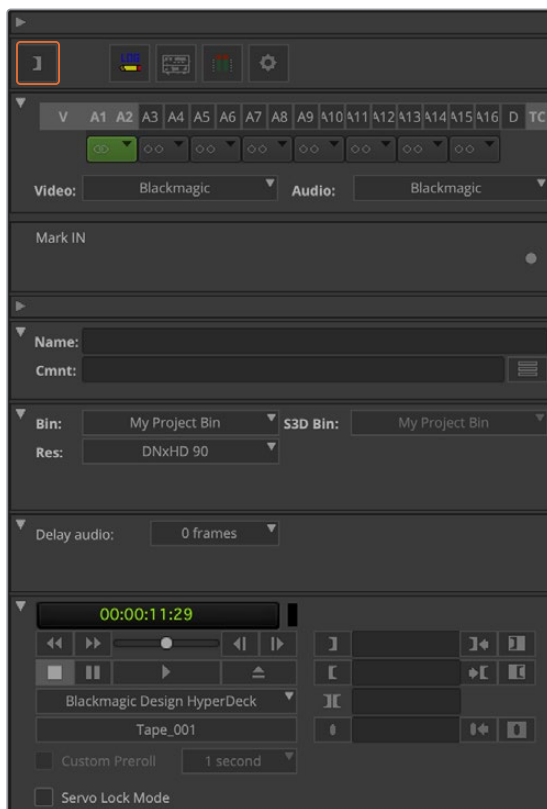 LOG
V A1 A2 A3 A4 A5 A6 A7 A8 A9 A10 A11 A12 A13 A14 A15 A16 D TC
Video: Blackmagic Audio: Blackmagic
Mark IN
Name:
Cmnt:
Bin: My Project Bin S3D Bin: My Project Bin
Res: DNxHD 90
Delay audio: 0 frames
00:00:11:29
Blackmagic Design HyperDeck
Tape_001
Custom Preroll 1 second
Servo Lock Mode